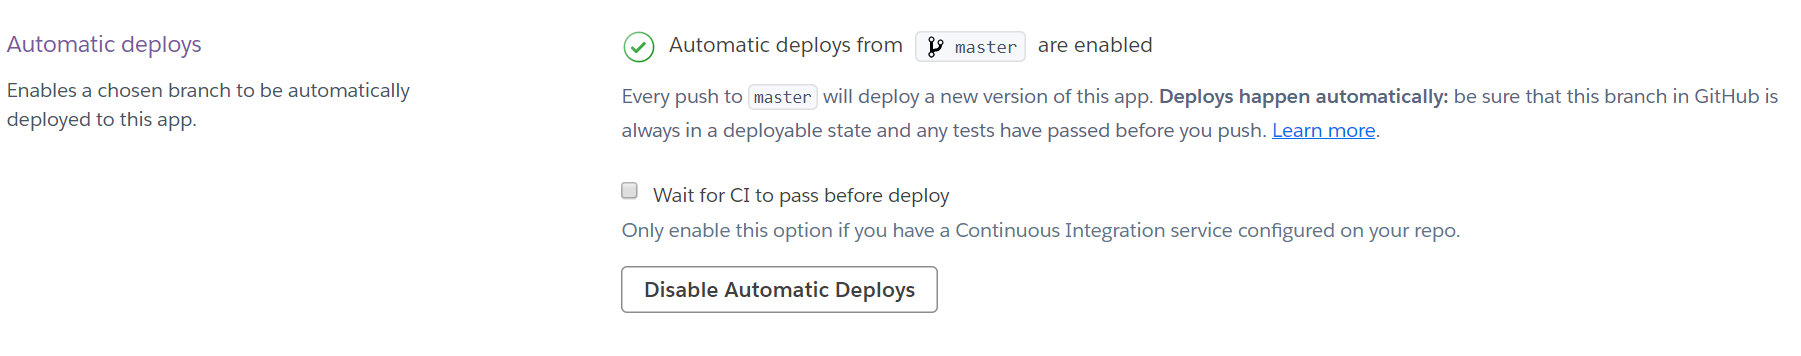 Automatic deploys
Enables a chosen branch to be automatically
deployed to this app.
Automatic deploys from master are enabled
Every push to master will deploy a new version of this app. Deploys happen automatically: be sure that this branch in GitHub is
always in a deployable state and any tests have passed before you push. Learn more.
Wait for CI to pass before deploy
Only enable this option if you have a Continuous Integration service configured on your repo.
Disable Automatic Deploys